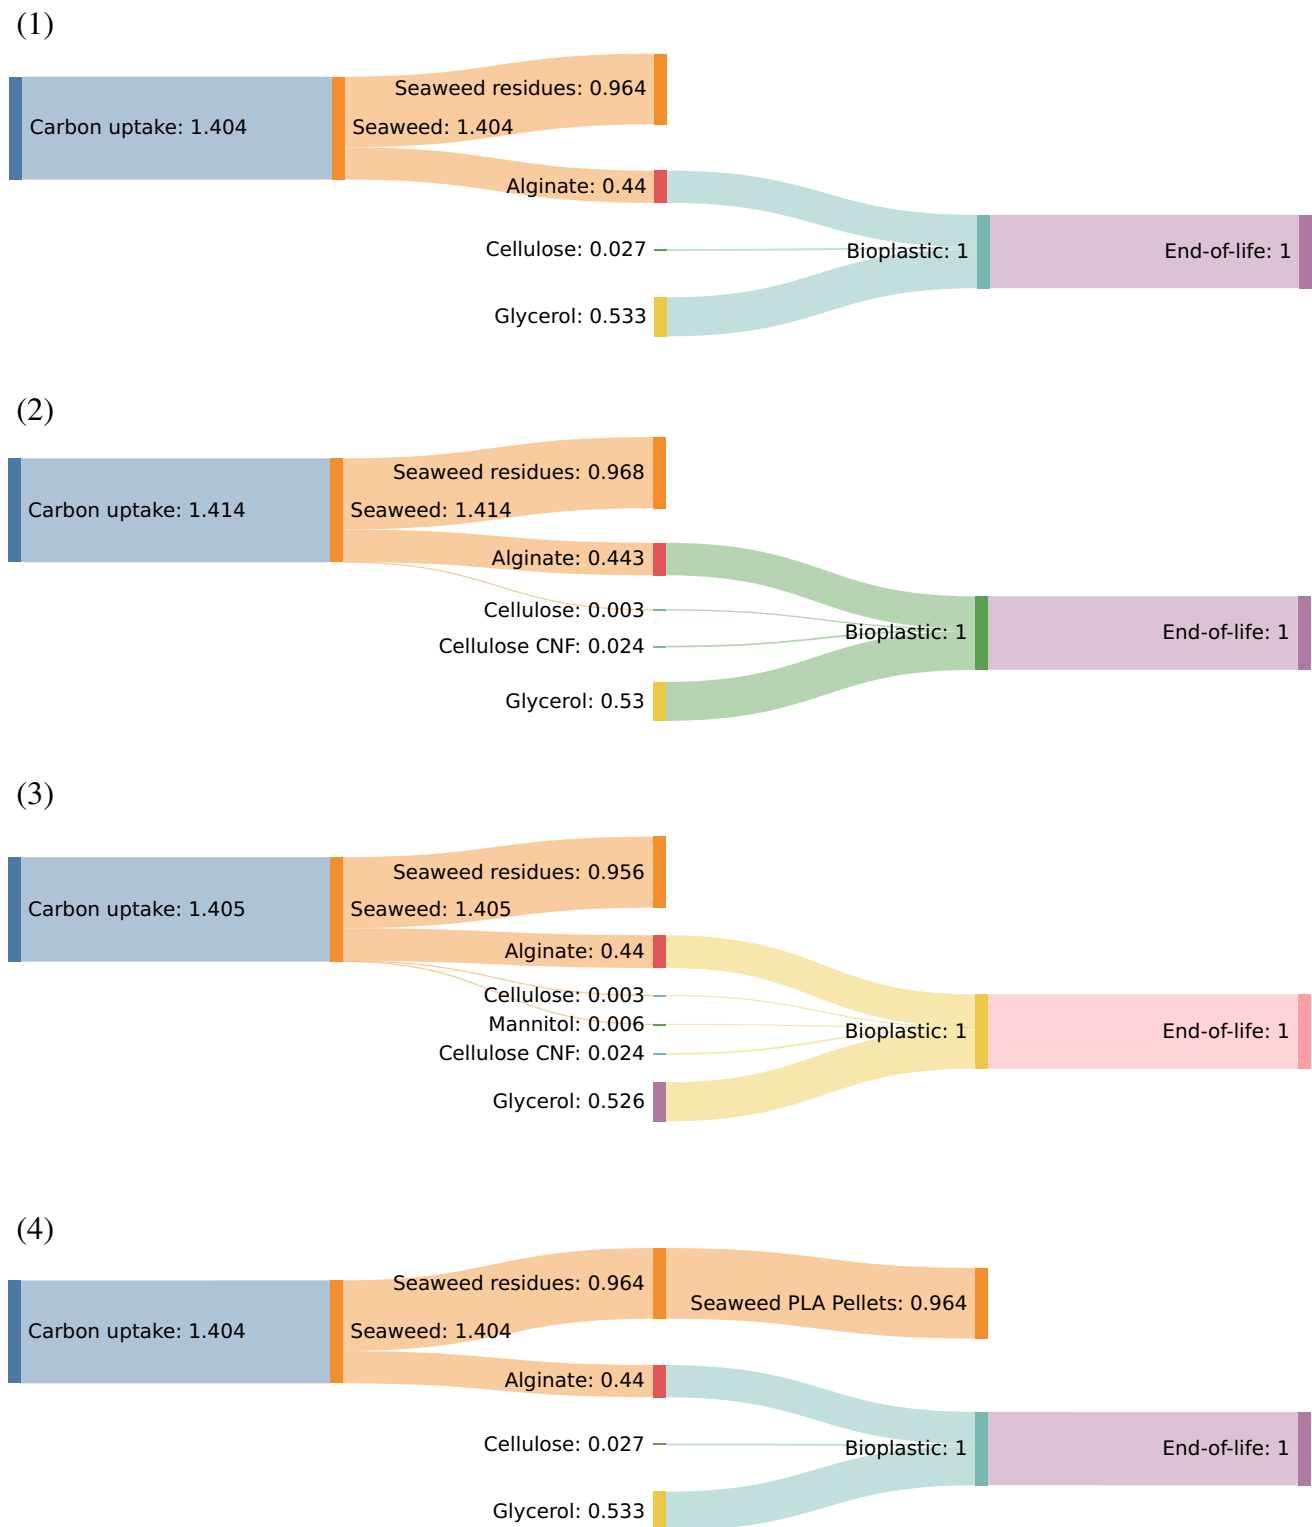 (1)
Seaweed residues: 0.964
Carbon uptake: 1.404
Seaweed: 1.404
Alginate: 0.44
Cellulose: 0.027
Bioplastic: 1
End-of-life: 1
Glycerol: 0.533
(2)
Seaweed residues: 0.968
Carbon uptake: 1.414
Seaweed: 1.414
Alginate: 0.443
Cellulose: 0.003
Bioplastic: 1
End-of-life: 1
Cellulose CNF: 0.024
Glycerol: 0.53
(3)
Seaweed residues: 0.956
Carbon uptake: 1.405
Seaweed: 1.405
Alginate: 0.44
Cellulose: 0.003
Mannitol: 0.006
Bioplastic: 1
End-of-life: 1
Cellulose CNF: 0.024
Glycerol: 0.526
(4)
Seaweed residues: 0.964
Seaweed PLA Pellets: 0.964
Carbon uptake: 1.404
Seaweed: 1.404
Alginate: 0.44
Cellulose: 0.027
Bioplastic: 1
End-of-life: 1
Glycerol: 0.533